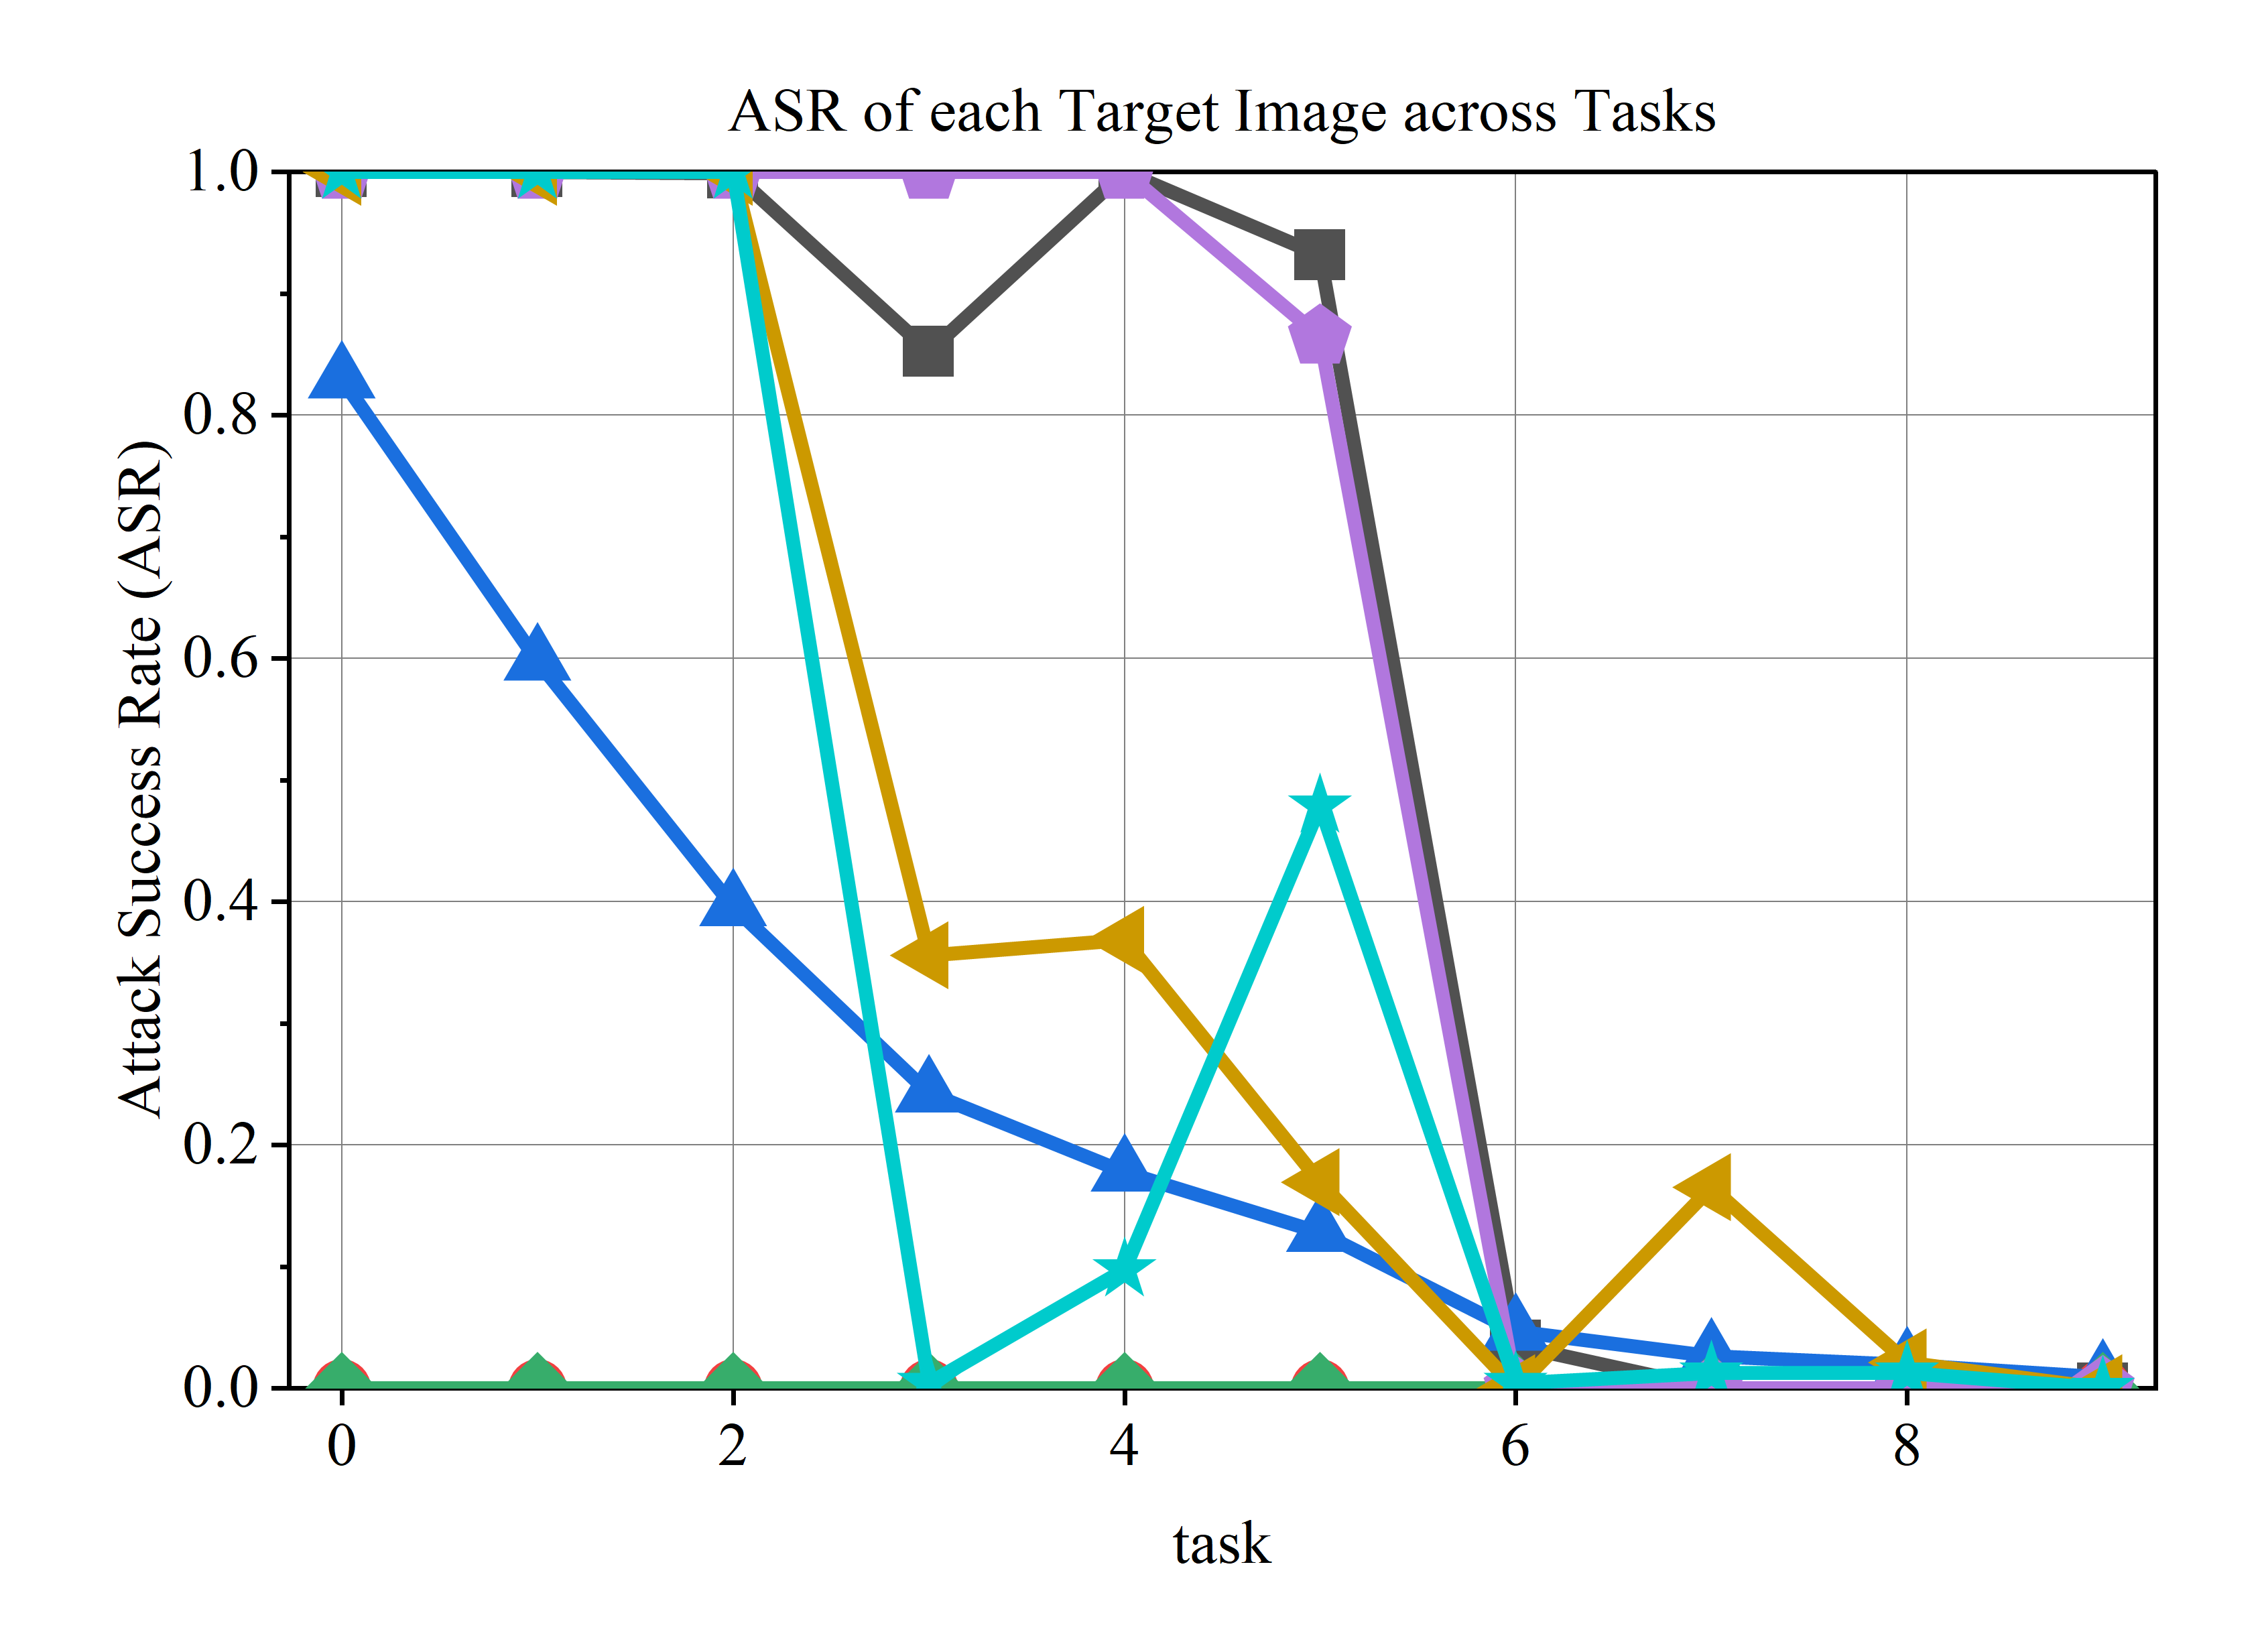 ASR of each Target Image across Tasks
Attack Success Rate (ASR)
1.0
0.8
0.6
0.4
0.2
0.0
0 2 4 6 8
task